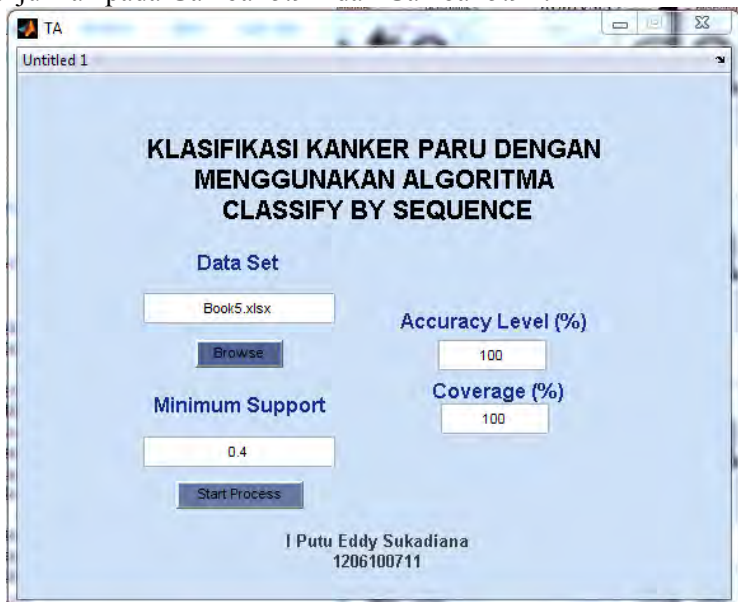 TA
Untitled 1
KLASIFIKASI KANKER PARU DENGAN
MENGGUNAKAN ALGORITMA
CLASSIFY BY SEQUENCE
Data Set
Book5.xlsx
Browse
Minimum Support
0.4
Start Process
Accuracy Level (%)
100
Coverage (%)
100
I Putu Eddy Sukadiana
1206100711